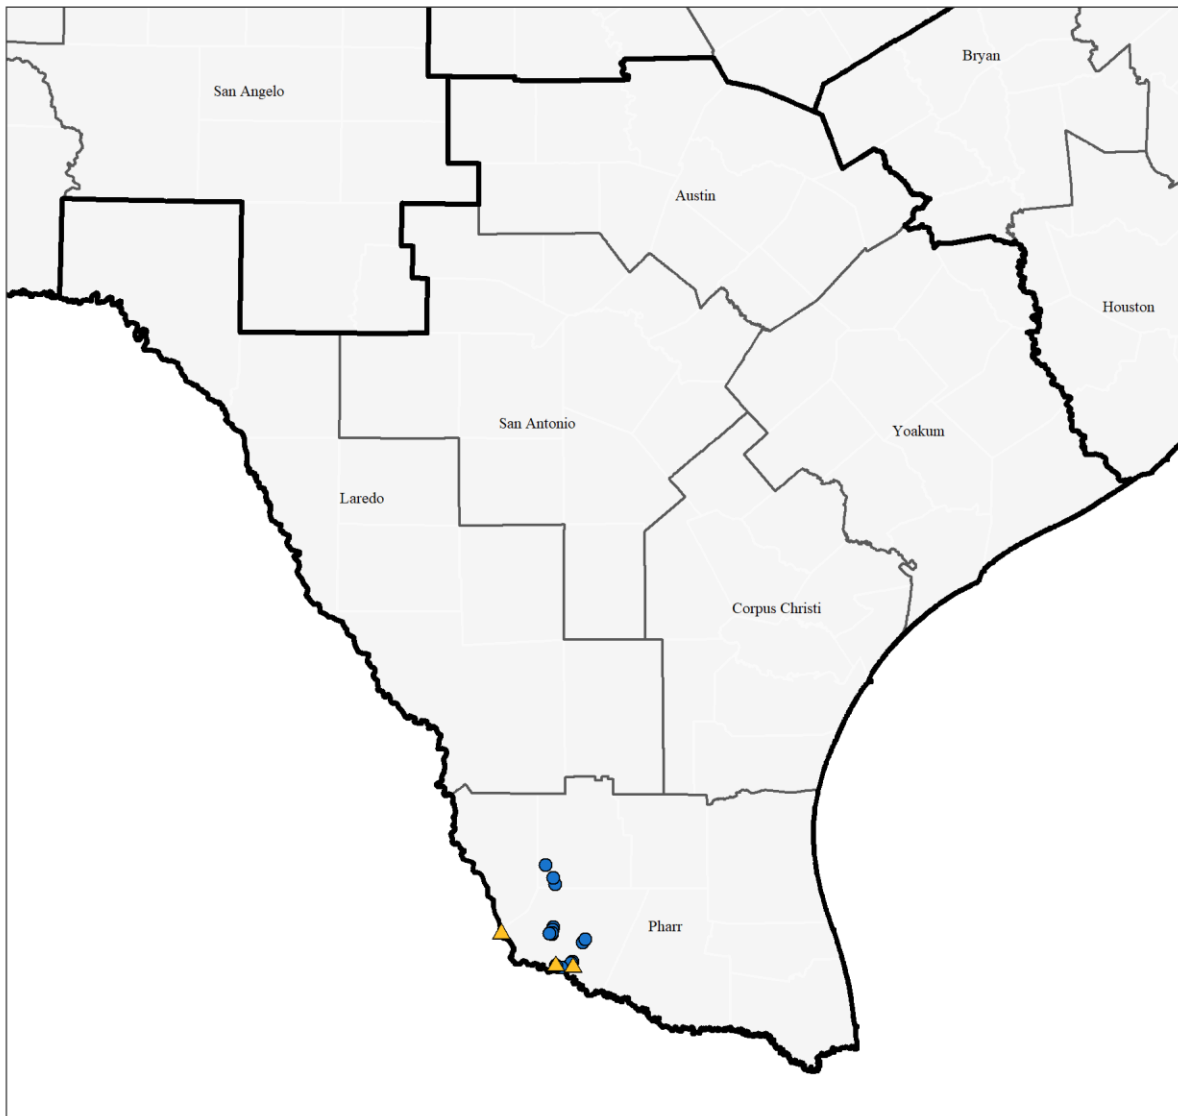 Bryan
San Angelo
Austin
Houston
San Antonio
Yoakum
Laredo
Corpus Christi
Pharr